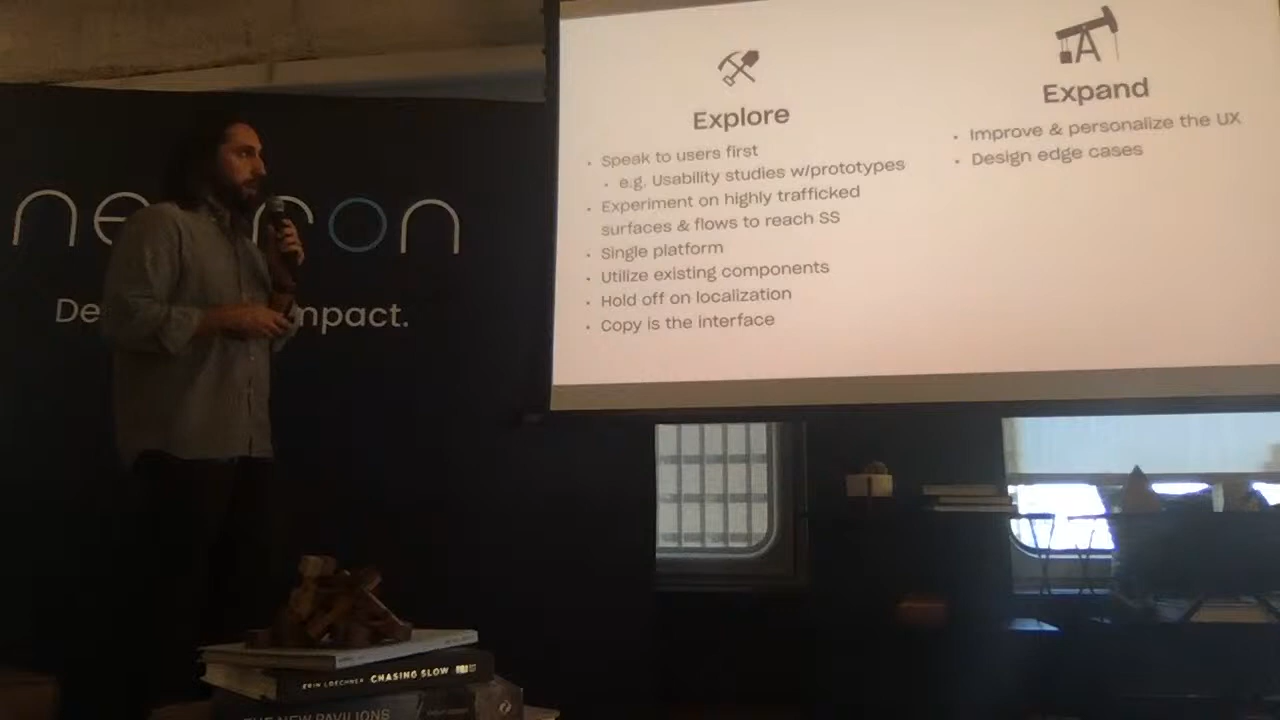 Explore
Speak to users first
e.g. Usability studies w/prototypes
Experiment on highly trafficked
surfaces & flows to reach SS
Single platform
Utilize existing components
Hold off on localization
Copy is the interface
Expand
Improve & personalize the UX
Design edge cases
ne r on
De mpact.
ERIN LOECHNER CHASING SLOW
THE NEW PAVILIONS